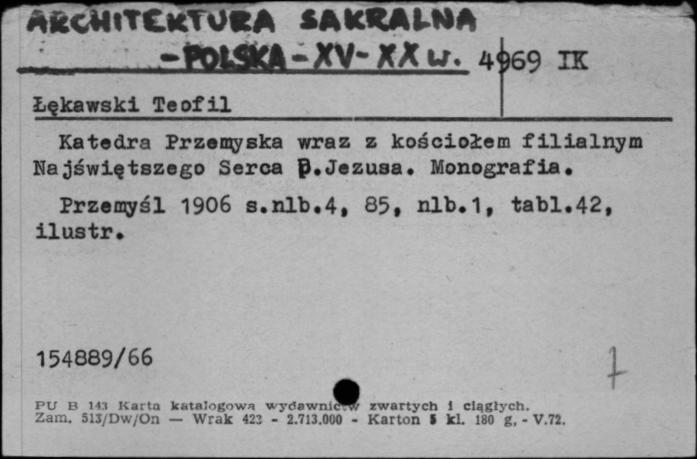 ARCHITEKTURA SAKRALNA
-POLSKA-XV-XX w. 4969 IK
Łękawski Teofil
Katedra Przemyska wraz z kościołem filialnym
Najświętszego Serca P.Jezusa. Monografia.
Przemyśl 1906 s.nlb.4, 85, nlb.1, tabl.42,
ilustr.
154889/66
PU B 143 Karta katalogowa wydawnictw zwartych i ciągłych.
Zam. 513/Dw/On — Wrak 423 - 2.713.000 - Karton 5 kl. 180 g, - V.72.